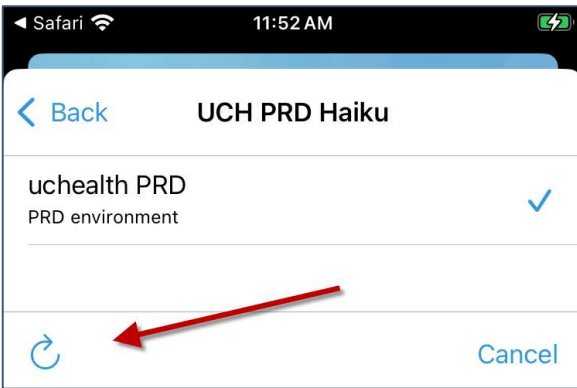 ◀ Safari 11:52 AM
Back UCH PRD Haiku
uchealth PRD
PRD environment
Cancel